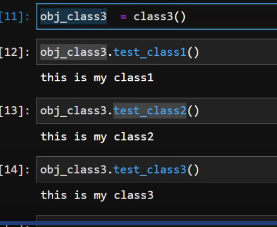 [11]: obj_class3 = class3()
[12]: obj_class3.test_class1()
this is my class1
[13]: obj_class3.test_class2()
this is my class2
[14]: obj_class3.test_class3()
this is my class3